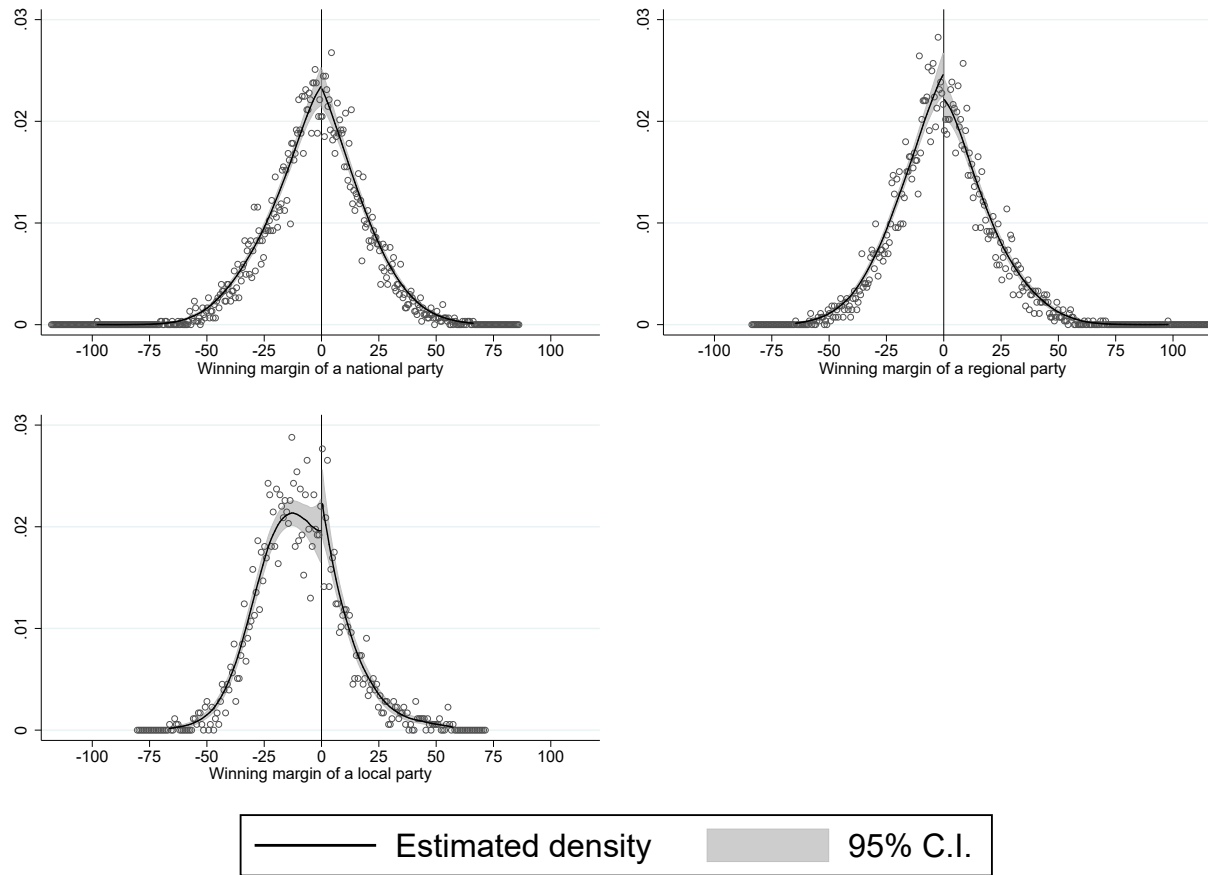 .03
.02
.01
0
-100 -75 -50 -25 0 25 50 75 100
Winning margin of a national party
.03
.02
.01
0
-100 -75 -50 -25 0 25 50 75 100
Winning margin of a regional party
.03
.02
.01
0
-100 -75 -50 -25 0 25 50 75 100
Winning margin of a local party
Estimated density 95% C.I.